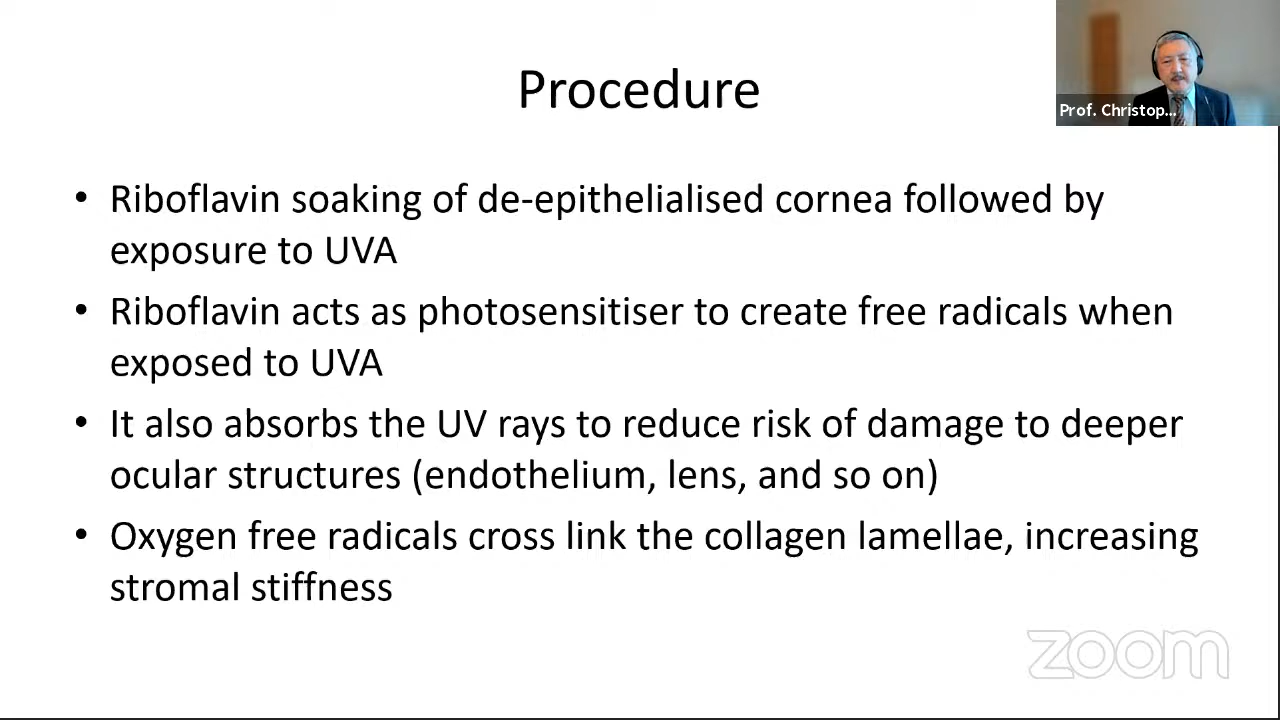 Procedure
Prof. Christop...
• Riboflavin soaking of de-epithelialised cornea followed by
exposure to UVA
• Riboflavin acts as photosensitiser to create free radicals when
exposed to UVA
• It also absorbs the UV rays to reduce risk of damage to deeper
ocular structures (endothelium, lens, and so on)
• Oxygen free radicals cross link the collagen lamellae, increasing
stromal stiffness
zoom